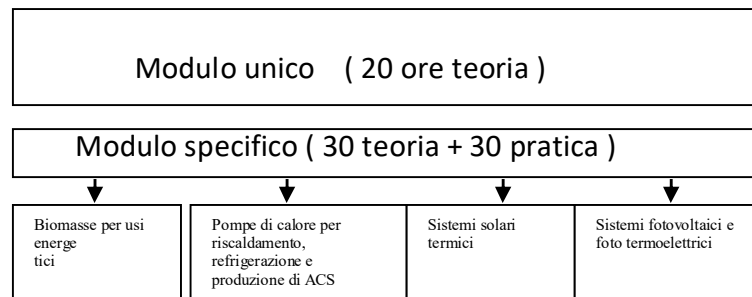 Modulo unico ( 20 ore teoria )
Modulo specifico ( 30 teoria + 30 pratica )
Biomasse per usi
energe
tici
Pompe di calore per
riscaldamento,
refrigerazione e
produzione di ACS
Sistemi solari
termici
Sistemi fotovoltaici e
foto termoelettrici